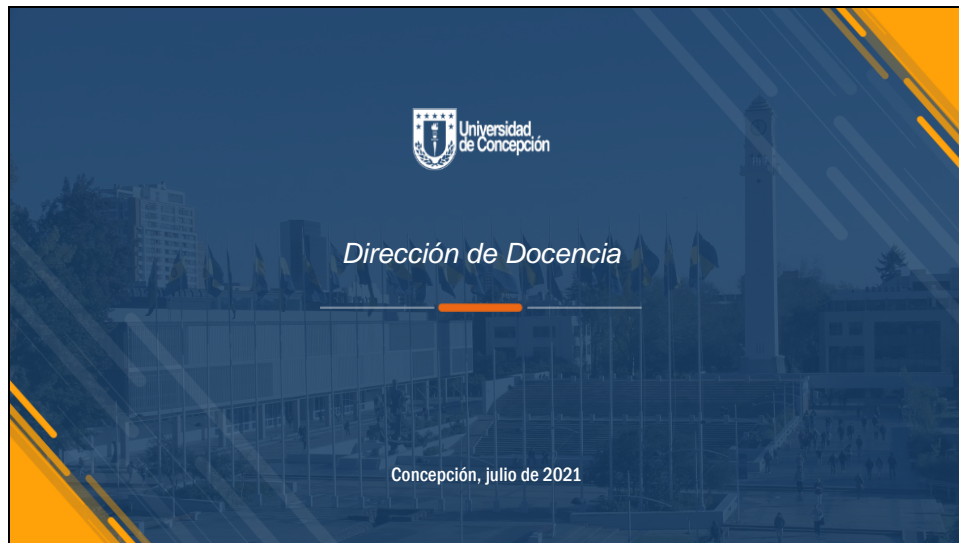 Universidad
de Concepción
Dirección de Docencia
Concepción, julio de 2021